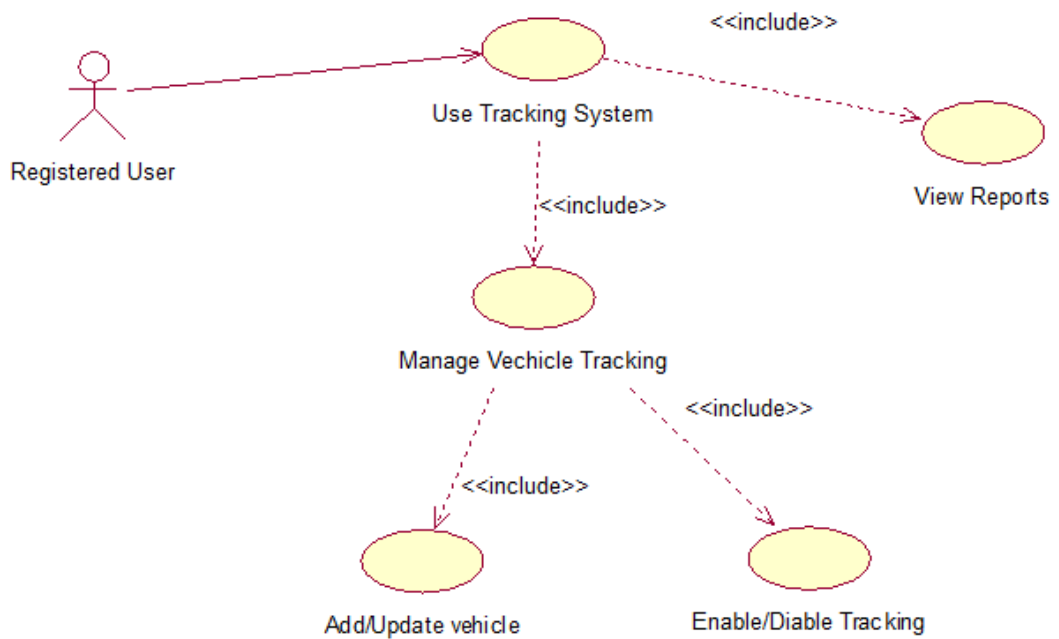 <<include>>
Use Tracking System
Registered User
View Reports
<<include>>
Manage Vechicle Tracking
<<include>>
<<include>>
Add/Update vehicle
Enable/Diable Tracking